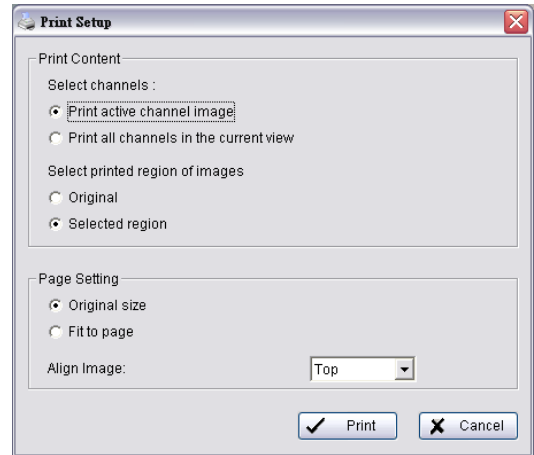 Print Setup
Print Content
Select channels :
Print active channel image
Print all channels in the current view
Select printed region of images
Original
Selected region
Page Setting
Original size
Fit to page
Align Image: Top
Print Cancel